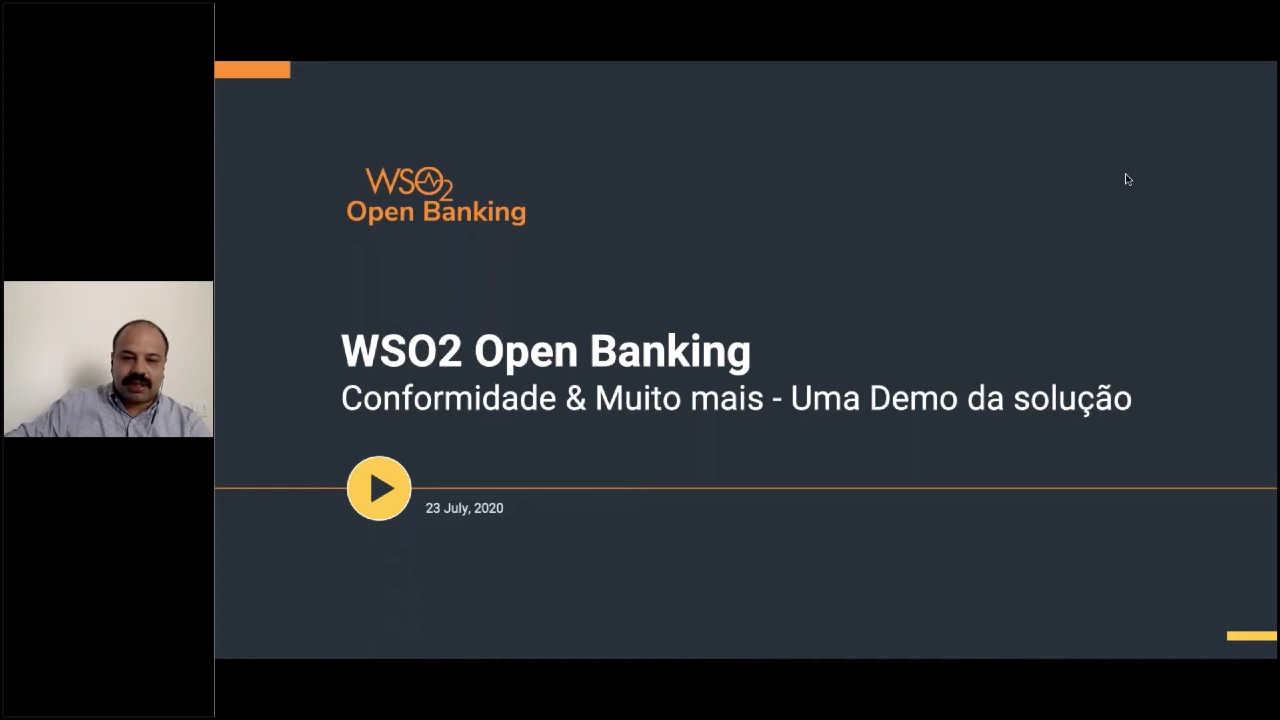 WSO2
Open Banking
WSO2 Open Banking
Conformidade & Muito mais - Uma Demo da solução
23 July, 2020